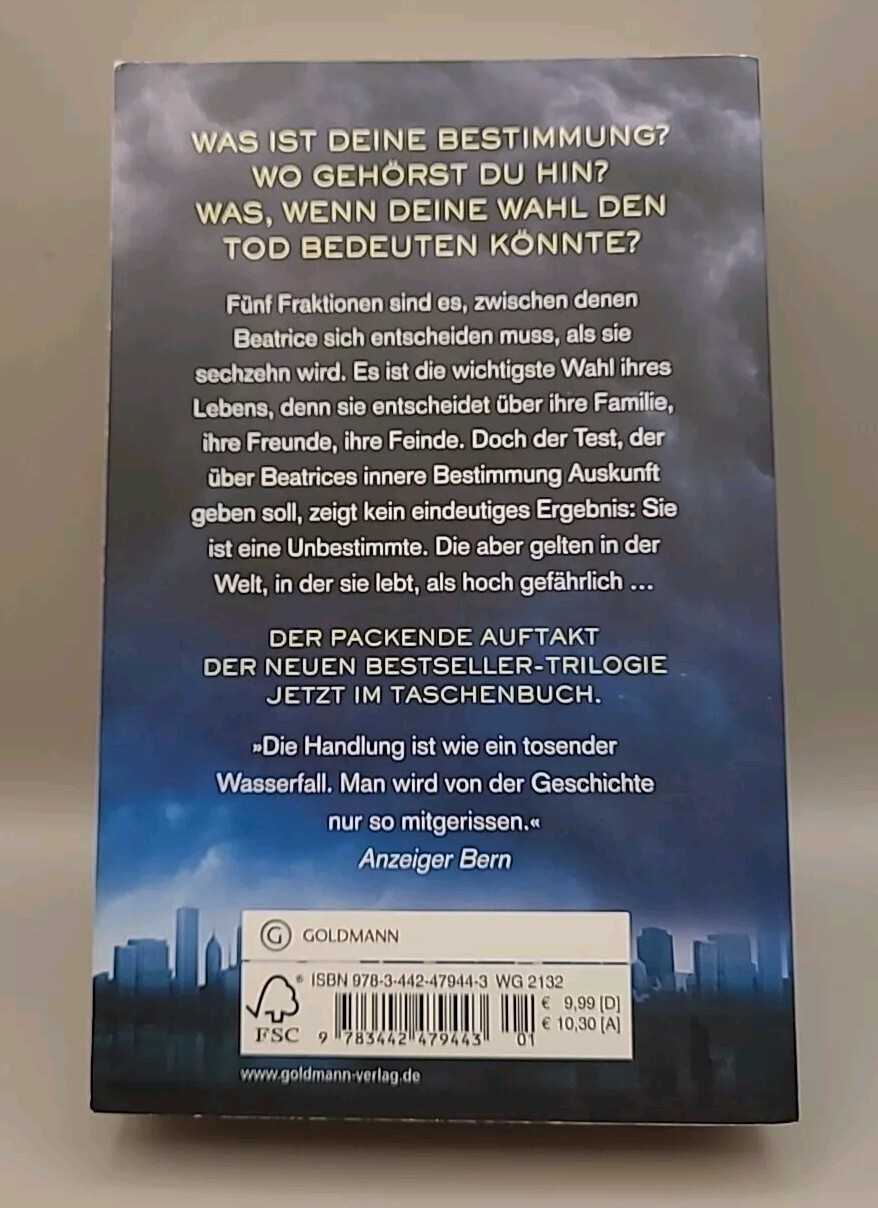 WAS IST DEINE BESTIMMUNG?
WO GEHÖRST DU HIN?
WAS, WENN DEINE WAHL DEN
TOD BEDEUTEN KÖNNTE?
Fünf Fraktionen sind es, zwischen denen
Beatrice sich entscheiden muss, als sie
sechzehn wird. Es ist die wichtigste Wahl ihres
Lebens, denn sie entscheidet über ihre Familie,
ihre Freunde, ihre Feinde. Doch der Test, der
über Beatrices innere Bestimmung Auskunft
geben soll, zeigt kein eindeutiges Ergebnis: Sie
ist eine Unbestimmte. Die aber gelten in der
Welt, in der sie lebt, als hoch gefährlich ...
DER PACKENDE AUFTAKT
DER NEUEN BESTSELLER-TRILOGIE
JETZT IM TASCHENBUCH.
»Die Handlung ist wie ein tosender
Wasserfall. Man wird von der Geschichte
nur so mitgerissen.«
Anzeiger Bern
G GOLDMANN
® ISBN 978-3-442-47944-3 WG 2132
€ 9,99 [D]
€ 10,30 [A]
FSC 9 783442 479443 01
www.goldmann-verlag.de